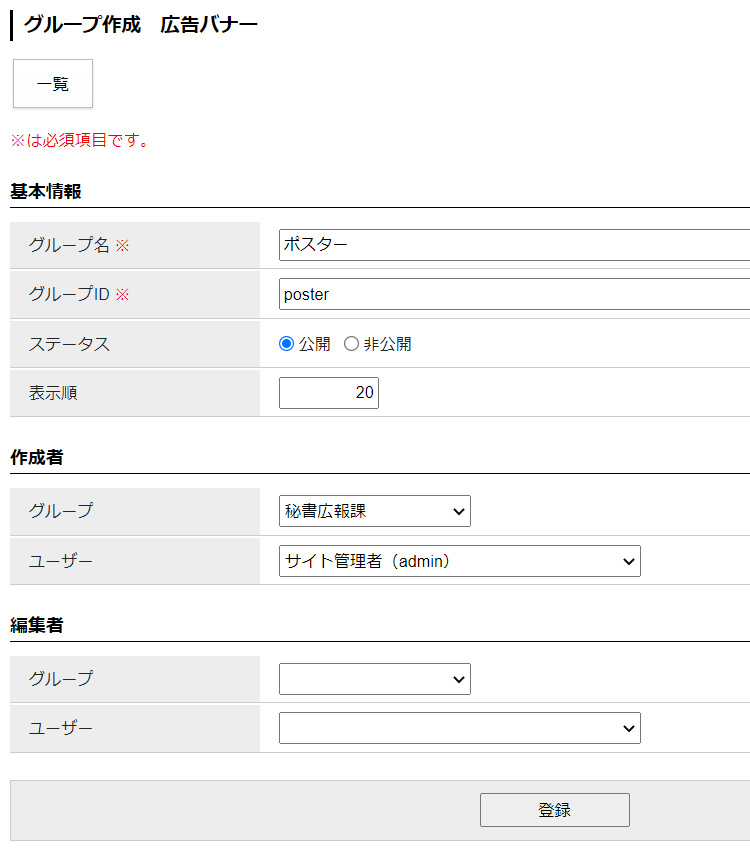 グループ作成　広告バナー
一覧
※は必須項目です。
基本情報
グループ名 ※ ポスター
グループID ※ poster
ステータス 公開 非公開
表示順 20
作成者
グループ 秘書広報課
ユーザー サイト管理者（admin）
編集者
グループ
ユーザー
登録